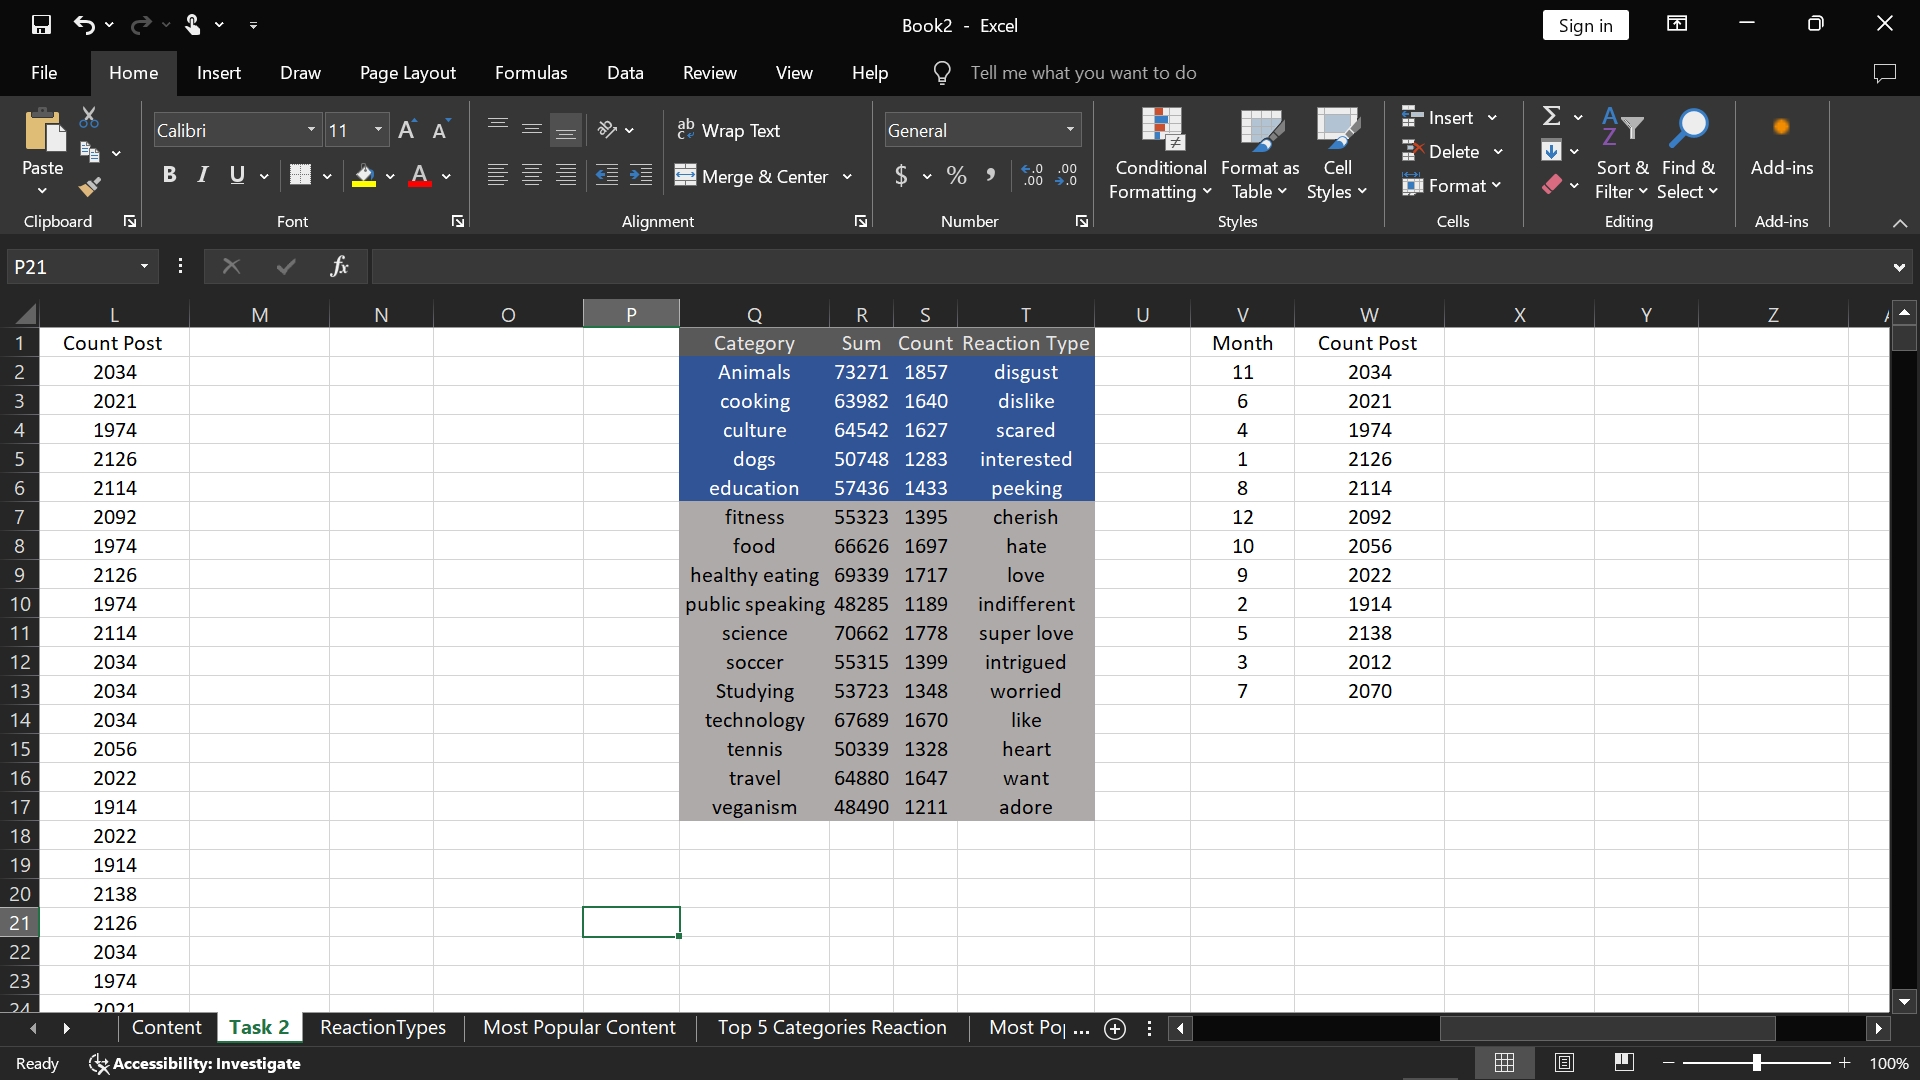 Book2 - Excel
Sign in
File Home Insert Draw Page Layout Formulas Data Review View Help Tell me what you want to do
Calibri 11 ab Wrap Text General Insert
Paste B I U A Merge & Center $ % Conditional Formatting Format as Table Cell Styles Delete Format Sort & Filter Find & Select Add-ins
Clipboard Font Alignment Number Styles Cells Editing Add-ins
P21 fx
L M N O P Q R S T U V W X Y Z
1 Count Post Category Sum Count Reaction Type Month Count Post
2 2034 Animals 73271 1857 disgust 11 2034
3 2021 cooking 63982 1640 dislike 6 2021
4 1974 culture 64542 1627 scared 4 1974
5 2126 dogs 50748 1283 interested 1 2126
6 2114 education 57436 1433 peeking 8 2114
7 2092 fitness 55323 1395 cherish 12 2092
8 1974 food 66626 1697 hate 10 2056
9 2126 healthy eating 69339 1717 love 9 2022
10 1974 public speaking 48285 1189 indifferent 2 1914
11 2114 science 70662 1778 super love 5 2138
12 2034 soccer 55315 1399 intrigued 3 2012
13 2034 Studying 53723 1348 worried 7 2070
14 2034 technology 67689 1670 like
15 2056 tennis 50339 1328 heart
16 2022 travel 64880 1647 want
17 1914 veganism 48490 1211 adore
18 2022
19 1914
20 2138
21 2126
22 2034
23 1974
24 2021
Content Task 2 ReactionTypes Most Popular Content Top 5 Categories Reaction Most Pop ...
Ready Accessibility: Investigate 100%